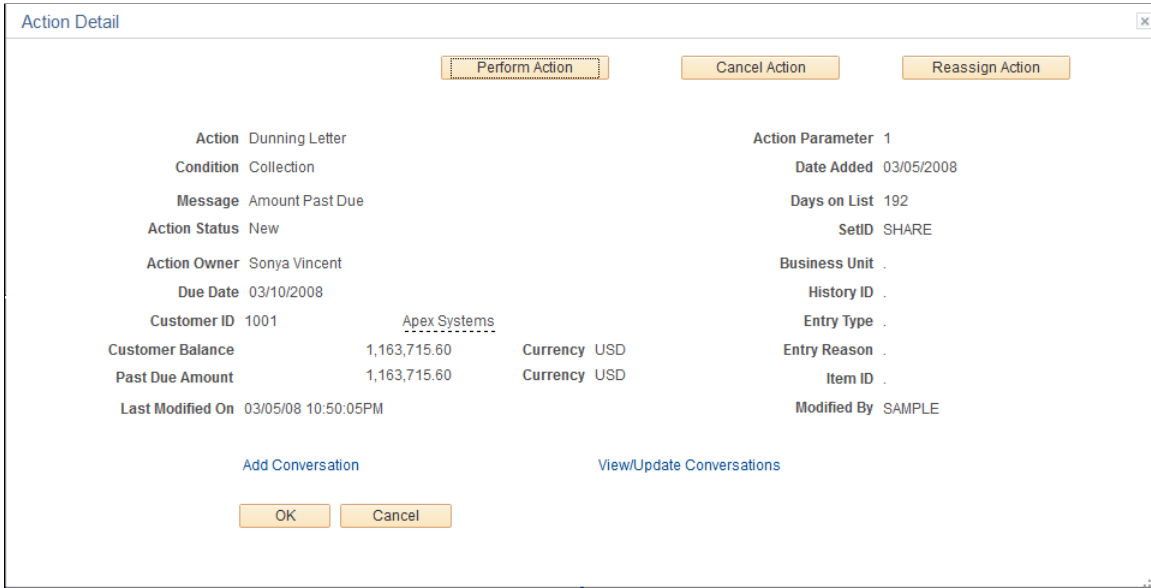 Action Detail
Perform Action Cancel Action Reassign Action
Action Dunning Letter Action Parameter 1
Condition Collection Date Added 03/05/2008
Message Amount Past Due Days on List 192
Action Status New SetID SHARE
Action Owner Sonya Vincent Business Unit .
Due Date 03/10/2008 History ID .
Customer ID 1001 Apex Systems Entry Type .
Customer Balance 1,163,715.60 Currency USD Entry Reason .
Past Due Amount 1,163,715.60 Currency USD Item ID .
Last Modified On 03/05/08 10:50:05PM Modified By SAMPLE
Add Conversation View/Update Conversations
OK Cancel